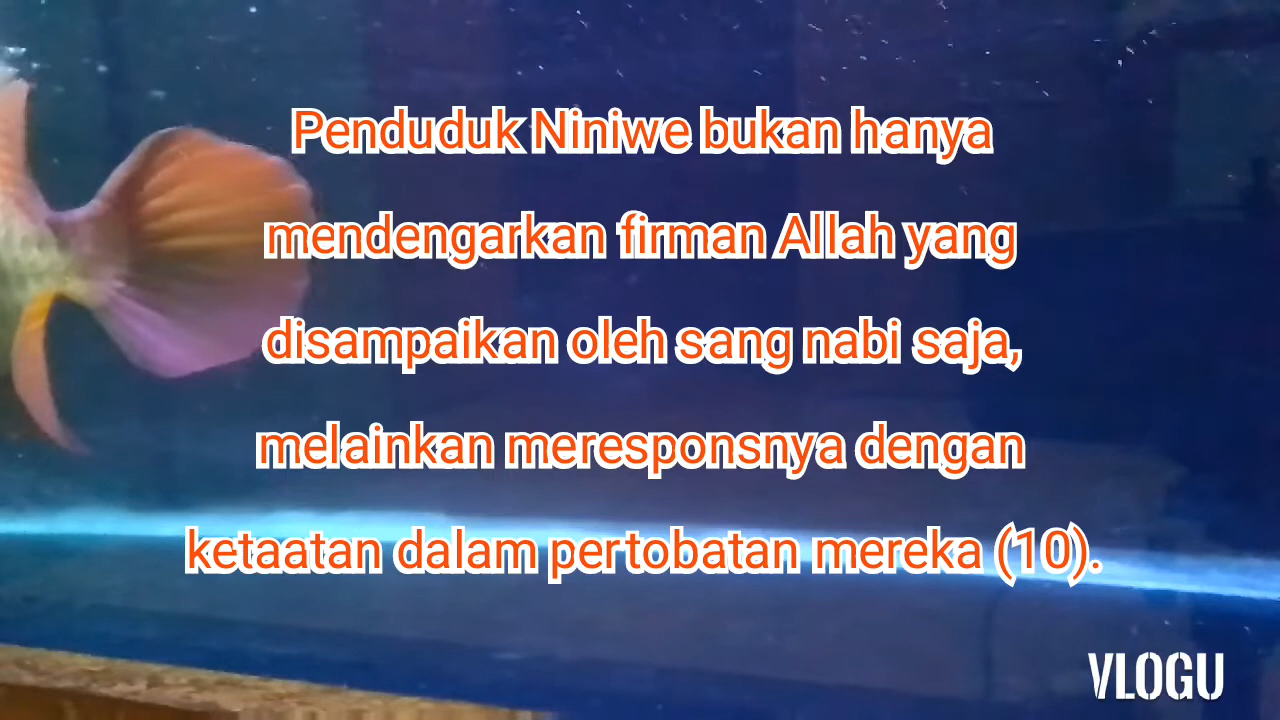 Penduduk Niniwe bukan hanya
mendengarkan firman Allah yang
disampaikan oleh sang nabi saja,
melainkan meresponsnya dengan
ketaatan dalam pertobatan mereka (10).
VLOGU